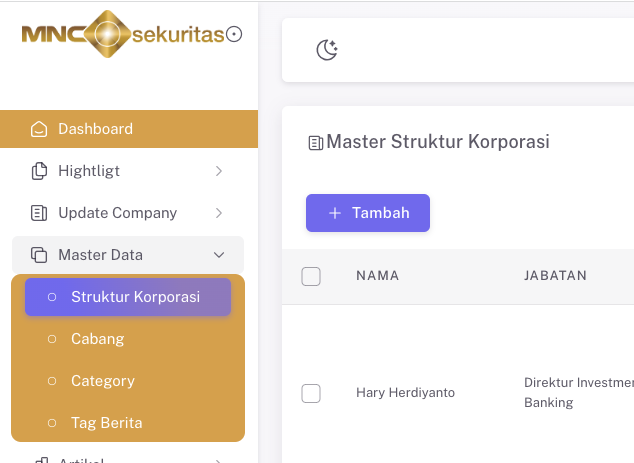 MNC sekuritas
Dashboard
Hightligt
Update Company
Master Data
Struktur Korporasi
Cabang
Category
Tag Berita
Artikel
Master Struktur Korporasi
+ Tambah
NAMA JABATAN
Hary Herdiyanto
Direktur Investmen
Banking